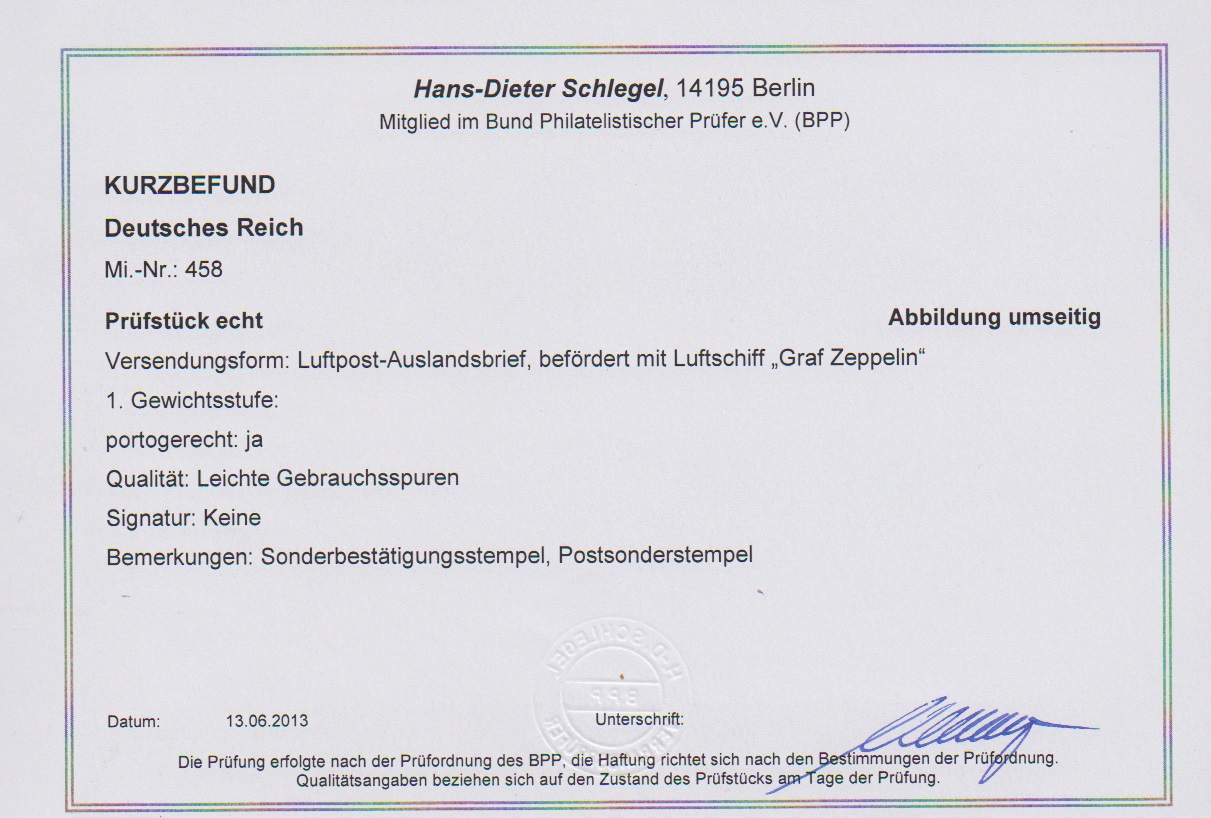 Hans-Dieter Schlegel, 14195 Berlin
Mitglied im Bund Philatelistischer Prüfer e.V. (BPP)
KURZBEFUND
Deutsches Reich
Mi.-Nr.: 458
Prüfstück echt
Abbildung umseitig
Versendungsform: Luftpost-Auslandsbrief, befördert mit Luftschiff „Graf Zeppelin“
1. Gewichtsstufe:
portogerecht: ja
Qualität: Leichte Gebrauchsspuren
Signatur: Keine
Bemerkungen: Sonderbestätigungsstempel, Postsonderstempel
H-D. SCHLEGEL
BPP
Datum: 13.06.2013 Unterschrift:
Die Prüfung erfolgte nach der Prüfordnung des BPP, die Haftung richtet sich nach den Bestimmungen der Prüfordnung.
Qualitätsangaben beziehen sich auf den Zustand des Prüfstücks am Tage der Prüfung.